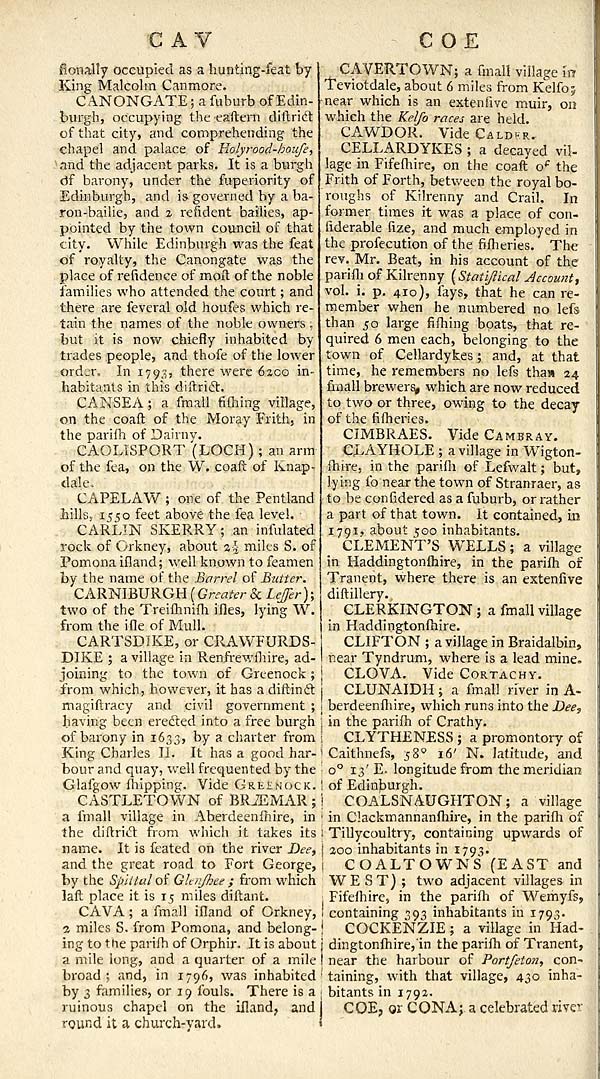 CAV
ſionally occupied as a hunting-ſeat by
King Malcolm Canmore.
CANONGATE; a ſuburb of Edin-
burgh, occupying the eaſtern diſtrict
of that city, and comprehending the
chapel and palace of Holyrood-houſe,
and the adjacent parks. It is a burgh
of barony, under the ſuperiority of
Edinburgh, and is governed by a ba-
ron-bailie, and 2 reſident bailies, ap-
pointed by the town council of that
city. While Edinburgh was the ſeat
of royalty, the Canongate was the
place of reſidence of moſt of the noble
families who attended the court; and
there are ſeveral old houſes which re-
tain the names of the noble owners;
but it is now chiefly inhabited by
trades people, and thoſe of the lower
order. In 1793, there were 6200 in-
habitants in this diſtrict.
CANSEA; a ſmall fiſhing village,
on the coaſt of the Moray Frith, in
the pariſh of Dairny.
CAOLISPORT (LOCH); an arm
of the ſea, on the W. coaſt of Knap-
dale.
CAPELAW; one of the Pentland
hills, 1550 feet above the ſea level.
CARLIN SKERRY; an inſulated
rock of Orkney, about 2½ miles S. of
Pomona iſland; well known to ſeamen
by the name of the Barrel of Butter.
CARNIBURGH (Greater & Leſſer);
two of the Treiſhniſh iſles, lying W.
from the iſle of Mull.
CARTSDIKE, or CRAWFURDS-
DIKE; a village in Renfrewſhire, ad-
joining to the town of Greenock;
from which, however, it has a diſtinct
magiſtracy and civil government;
having been erected into a free burgh
of barony in 1633, by a charter from
King Charles II. It has a good har-
bour and quay, well frequented by the
Glaſgow ſhipping. Vide GREENOCK.
CASTLETOWN of BRÆMAR;
a ſmall village in Aberdeenſhire, in
the diſtrict from which it takes its
name. It is ſeated on the river Dee,
and the great road to Fort George,
by the Spittal of Glenſhee; from which
laſt place it is 15 miles diſtant.
CAVA; a ſmall iſland of Orkney,
2 miles S. from Pomona, and belong-
ing to the pariſh of Orphir. It is about
a mile long, and a quarter of a mile
broad; and, in 1796, was inhabited
by 3 families, or 19 ſouls. There is a
ruinous chapel on the iſland, and
round it a church-yard.
COE
CAVERTOWN; a ſmall village in
Teviotdale, about 6 miles from Kelſo;
near which is an extenſive muir, on
which the Kelſo races are held.
CAWDOR. Vide CALDER.
CELLARDYKES; a decayed vil-
lage in Fifeſhire, on the coaſt of the
Frith of Forth, between the royal bo-
roughs of Kilrenny and Crail. In
former times it was a place of con-
ſiderable ſize, and much employed in
the proſecution of the fiſheries. The
rev. Mr. Beat, in his account of the
pariſh of Kilrenny (Statiſtical Account,
vol. i. p. 410), ſays, that he can re-
member when he numbered no leſs
than 50 large fiſhing boats, that re-
quired 6 men each, belonging to the
town of Cellardykes; and, at that
time, he remembers no leſs than 24
ſmall brewers, which are now reduced
to two or three, owing to the decay
of the fiſheries.
CIMBRAES. Vide CAMBRAY.
CLAYHOLE; a village in Wigton-
ſhire, in the pariſh of Leſwalt; but,
lying ſo near the town of Stranraer, as
to be conſidered as a ſuburb, or rather
a part of that town. It contained, in
1791, about 500 inhabitants.
CLEMENT'S WELLS; a village
in Haddingtonſhire, in the pariſh of
Tranent, where there is an extenſive
diſtillery.
CLERKINGTON; a ſmall village
in Haddingtonſhire.
CLIFTON; a village in Braidalbin,
near Tyndrum, where is a lead mine.
CLOVA. Vide CORTACHY.
CLUNAIDH; a ſmall river in A-
berdeenſhire, which runs into the Dee,
in the pariſh of Crathy.
CLYTHENESS; a promontory of
Caithneſs, 58° 16′ N. latitude, and
0° 13′ E. longitude from the meridian
of Edinburgh.
COALSNAUGHTON; a village
in Clackmannanſhire, in the pariſh of
Tillycoultry, containing upwards of
200 inhabitants in 1793.
COALTOWNS (EAST and
WEST); two adjacent villages in
Fifeſhire, in the pariſh of Wemyſs,
containing 393 inhabitants in 1793.
COCKENZIE; a village in Had-
dingtonſhire, in the pariſh of Tranent,
near the harbour of Portſeton, con-
taining, with that village, 430 inha-
bitants in 1792.
COE, or CONA; a celebrated river